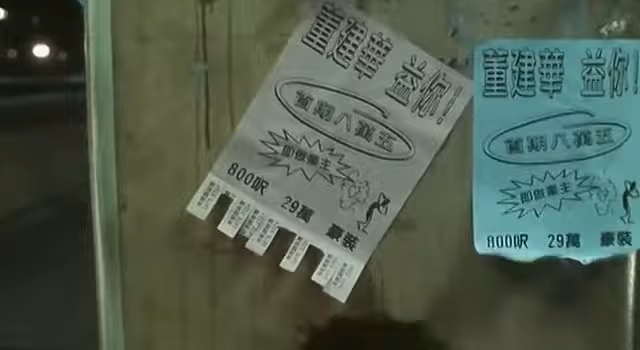 董建華 益你!
首期八萬五
即做業主
800呎 29萬 豪裝
董建華 益你!
首期八萬五
即做業主
800呎 29萬 豪裝